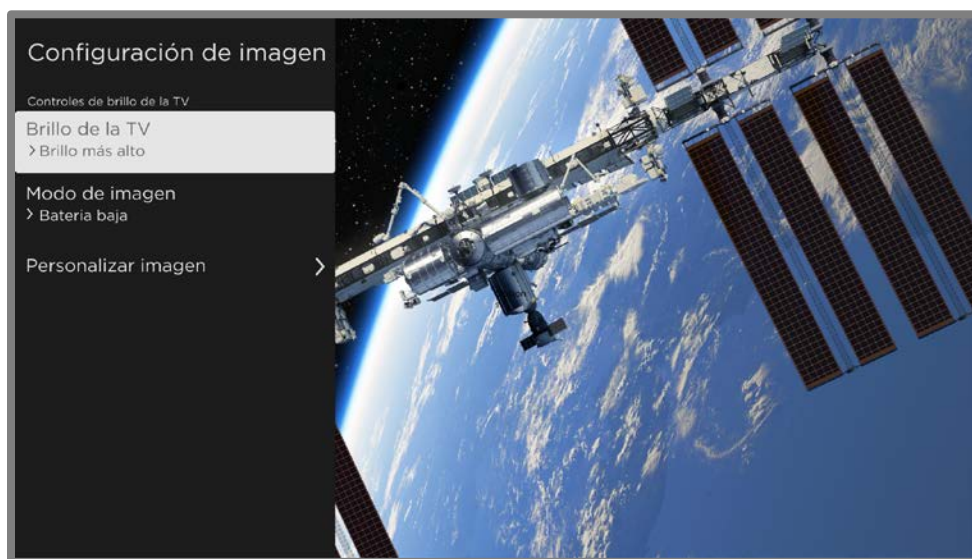 Configuración de imagen
Controles de brillo de la TV
Brillo de la TV
Brillo más alto
Modo de imagen
Bateria baja
Personalizar imagen